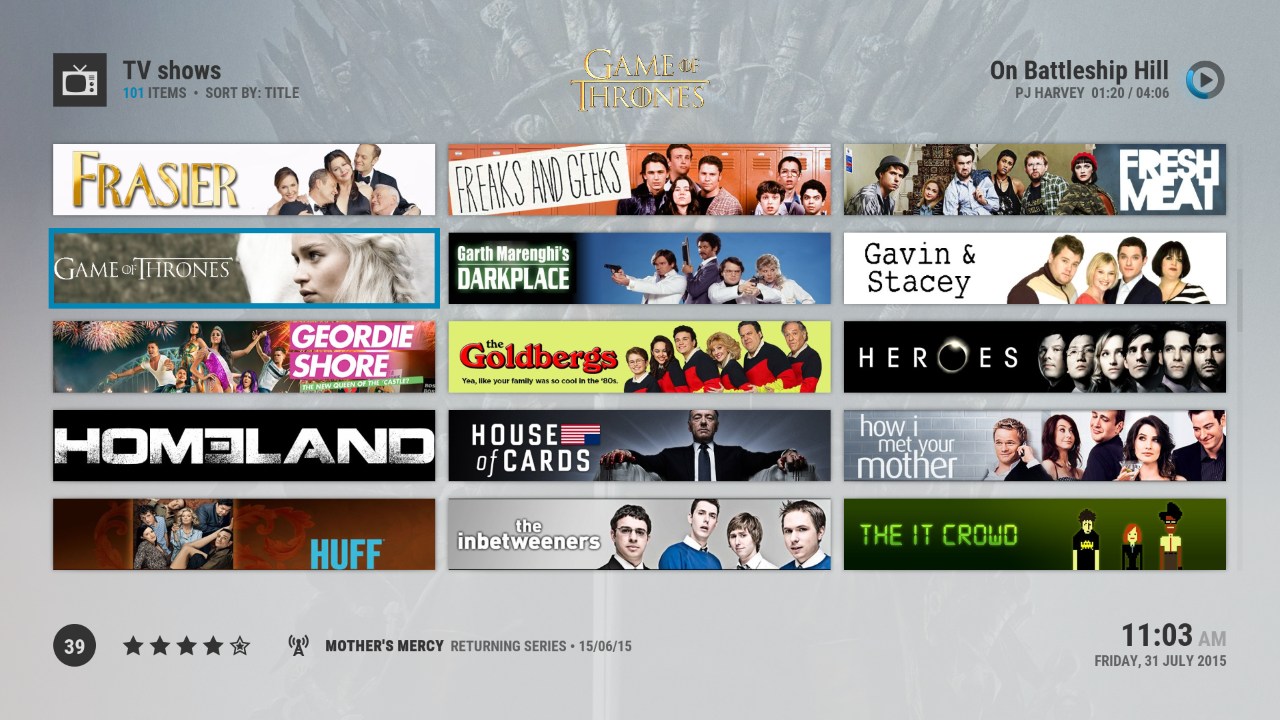 TV shows
101 ITEMS • SORT BY: TITLE
GAME OF
THRONES
On Battleship Hill
PJ HARVEY 01:20 / 04:06
FRASIER
FREAKS AND GEEKS
FRESH
MEAT
GAME OF THRONES
Garth Marenghi's
DARKPLACE
Gavin &
Stacey
GEORDIE
SHORE
THE NEW QUEEN OF THE 'CASTLE?'
the
Goldbergs
Yea, like your family was so cool in the '80s.
HEROES
HOMELAND
HOUSE
of CARDS
how i
met your
mother
HUFF
the
inbetweeners
THE IT CROWD
39
MOTHER'S MERCY RETURNING SERIES • 15/06/15
11:03 AM
FRIDAY, 31 JULY 2015